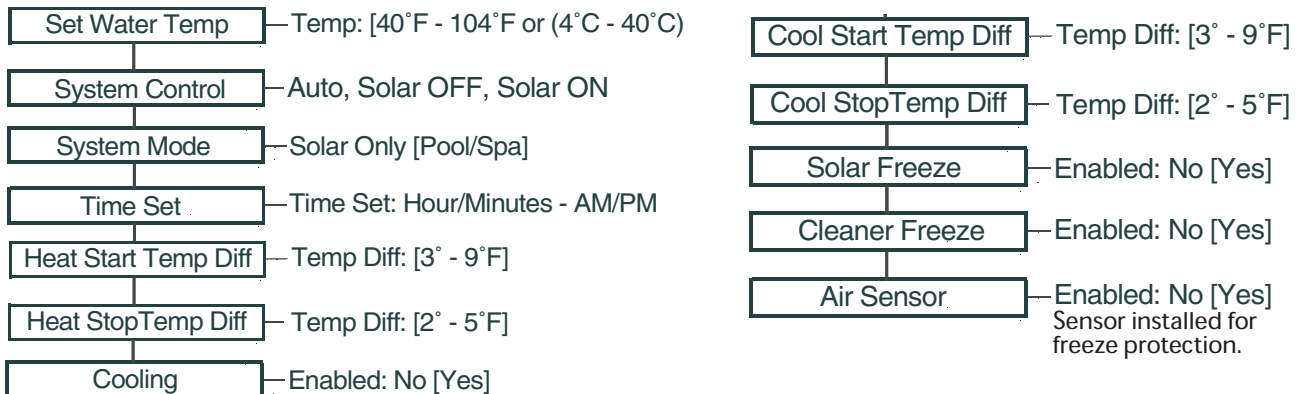 Set Water Temp Temp: [40˚F - 104˚F or (4˚C - 40˚C)
System Control Auto, Solar OFF, Solar ON
System Mode Solar Only [Pool/Spa]
Time Set Time Set: Hour/Minutes - AM/PM
Heat Start Temp Diff Temp Diff: [3˚ - 9˚F]
Heat StopTemp Diff Temp Diff: [2˚ - 5˚F]
Cooling Enabled: No [Yes]
Cool Start Temp Diff Temp Diff: [3˚ - 9˚F]
Cool StopTemp Diff Temp Diff: [2˚ - 5˚F]
Solar Freeze Enabled: No [Yes]
Cleaner Freeze Enabled: No [Yes]
Air Sensor Enabled: No [Yes]
Sensor installed for
freeze protection.